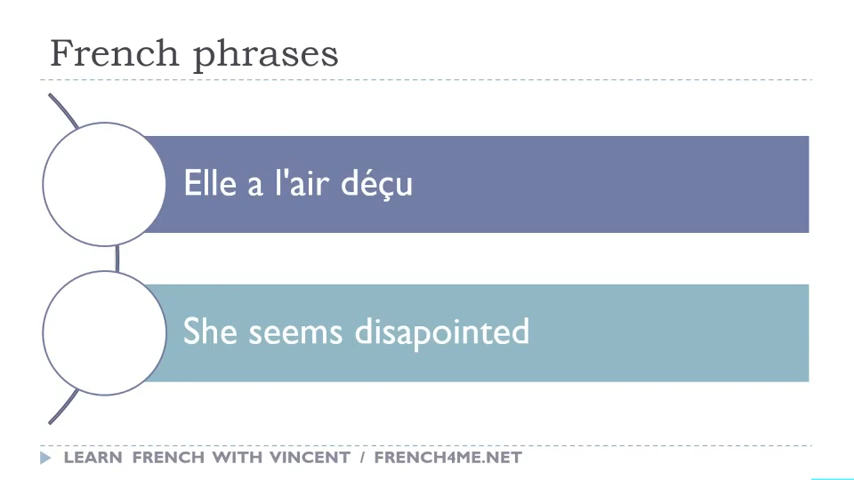 French phrases
Elle a l'air déçu
She seems disapointed
LEARN FRENCH WITH VINCENT / FRENCH4ME.NET